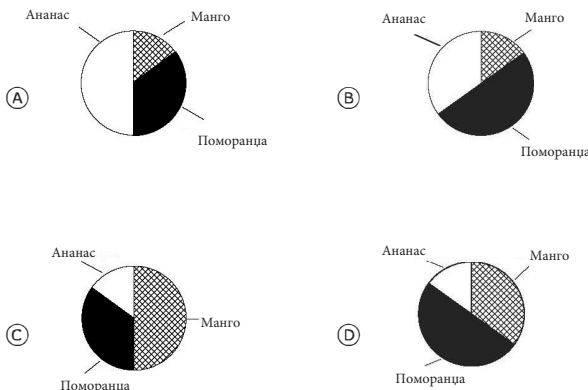 Ананас
Манго
A
Поморанџа
Ананас
Манго
B
Поморанџа
Ананас
C
Манго
Поморанџа
Ананас
Манго
D
Поморанџа